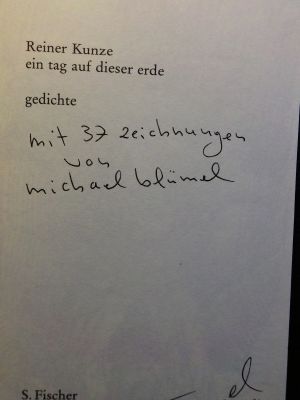 Reiner Kunze
ein tag auf dieser erde
gedichte
mit 37 zeichnungen
von
michael blümel
S. Fischer